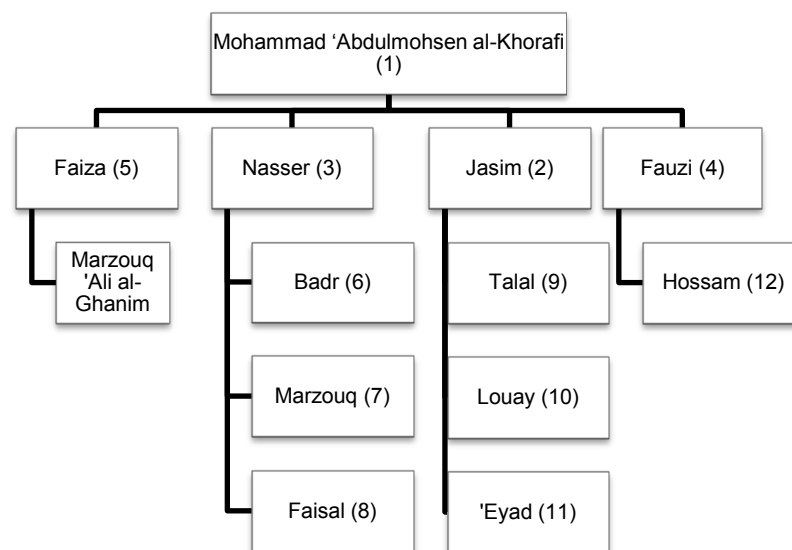 Mohammad ‘Abdulmohsen al-Khorafi
(1)
Faiza (5)
Nasser (3)
Jasim (2)
Fauzi (4)
Marzouq
'Ali al-
Ghanim
Badr (6)
Talal (9)
Hossam (12)
Marzouq (7)
Louay (10)
Faisal (8)
'Eyad (11)